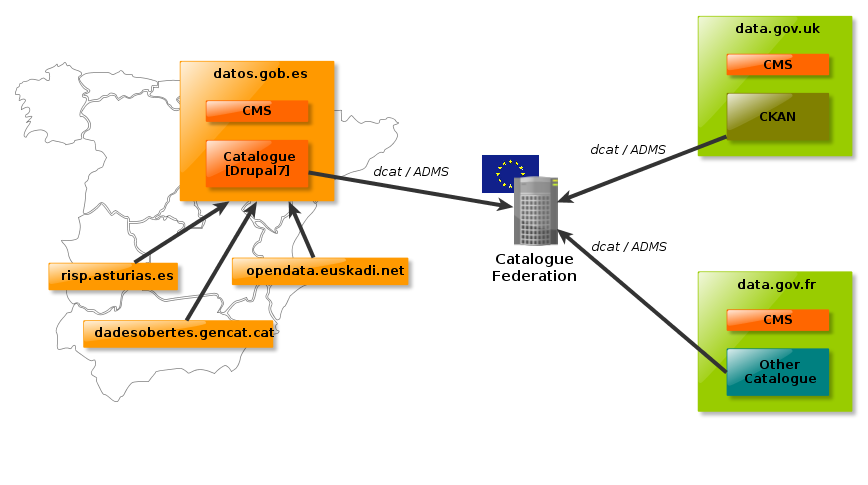 datos.gob.es
CMS
Catalogue
[Drupal7]
risp.asturias.es
opendata.euskadi.net
dadesobertes.gencat.cat
dcat / ADMS
Catalogue
Federation
dcat / ADMS
dcat / ADMS
data.gov.uk
CMS
CKAN
data.gov.fr
CMS
Other
Catalogue